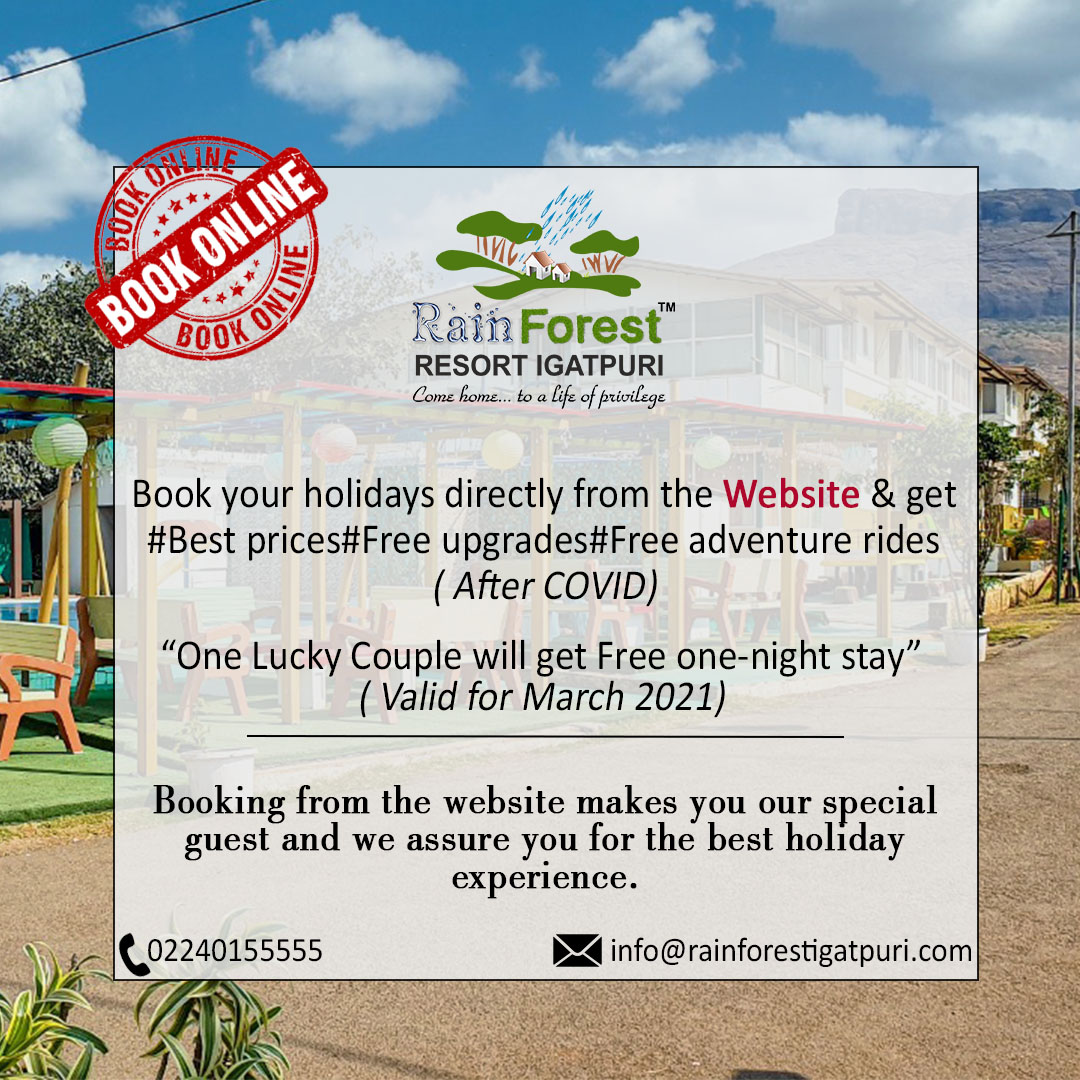 BOOK ONLINE
BOOK ONLINE
BOOK ONLINE
Rain Forest™
RESORT IGATPURI
Come home... to a life of privilege
Book your holidays directly from the Website & get
#Best prices#Free upgrades#Free adventure rides
( After COVID)
“One Lucky Couple will get Free one-night stay”
( Valid for March 2021)
Booking from the website makes you our special
guest and we assure you for the best holiday
experience.
02240155555
info@rainforestigatpuri.com